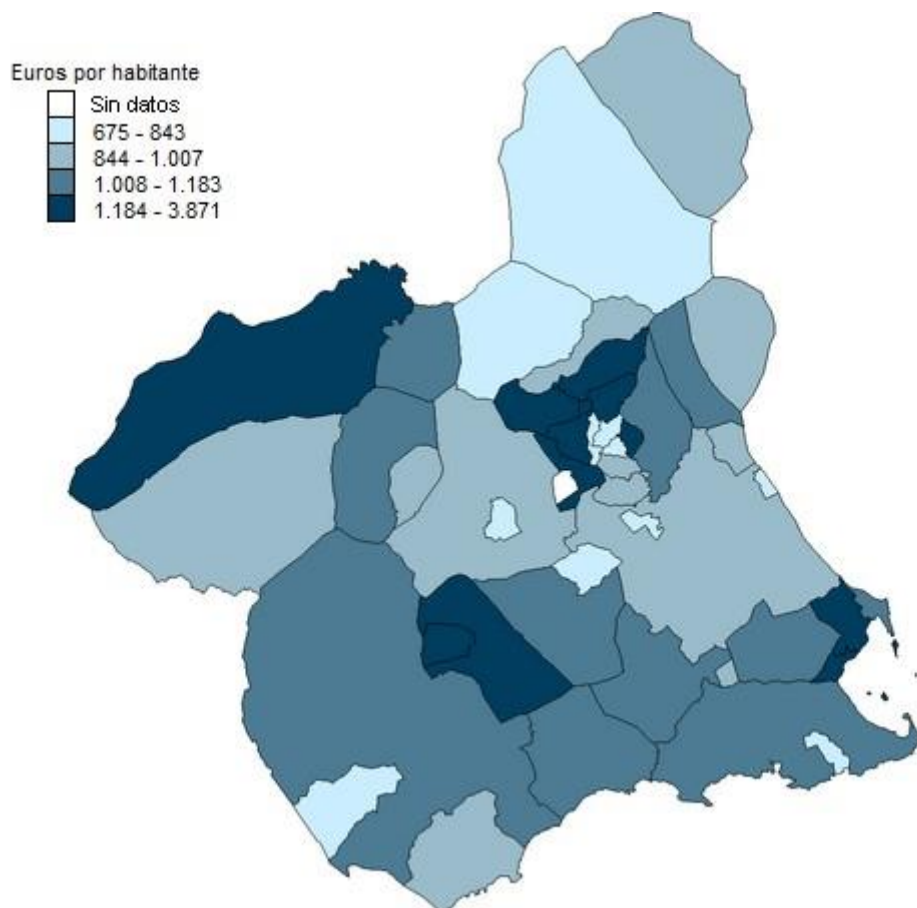 Euros por habitante
Sin datos
675 - 843
844 - 1.007
1.008 - 1.183
1.184 - 3.871